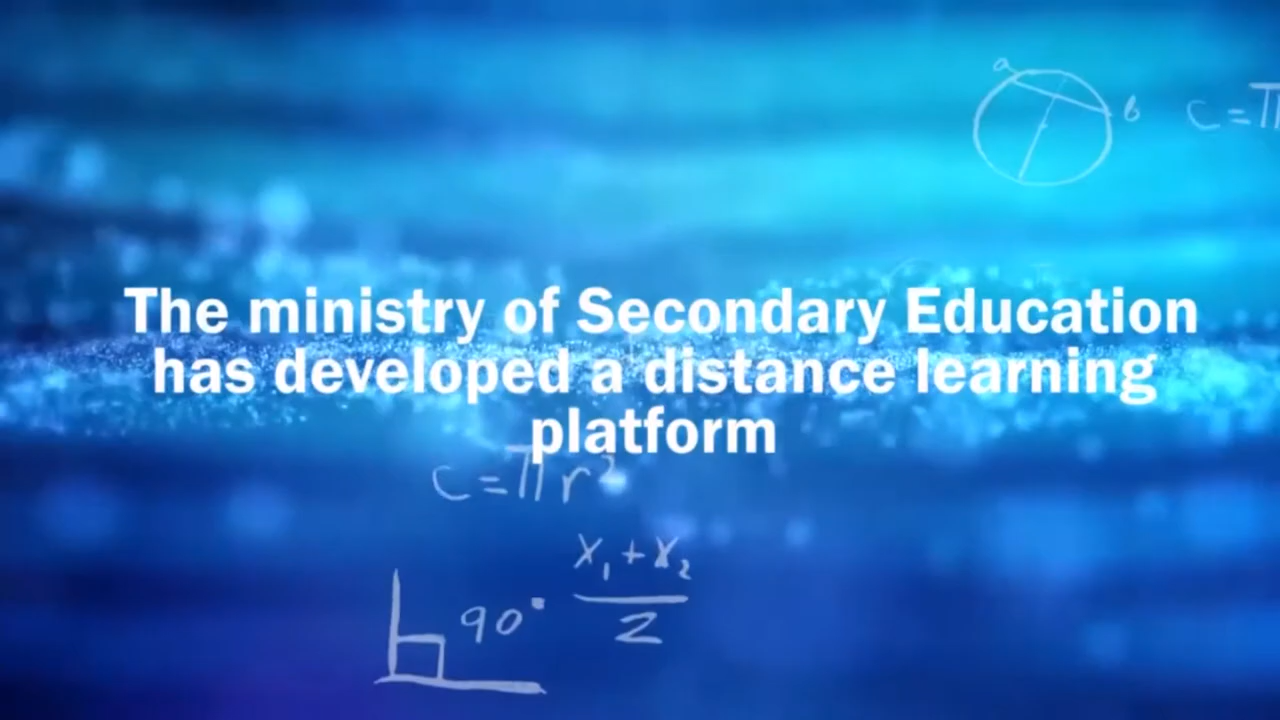 a
b c=π
The ministry of Secondary Education
has developed a distance learning
platform
c=πr²
x₁+x₂
90°
2